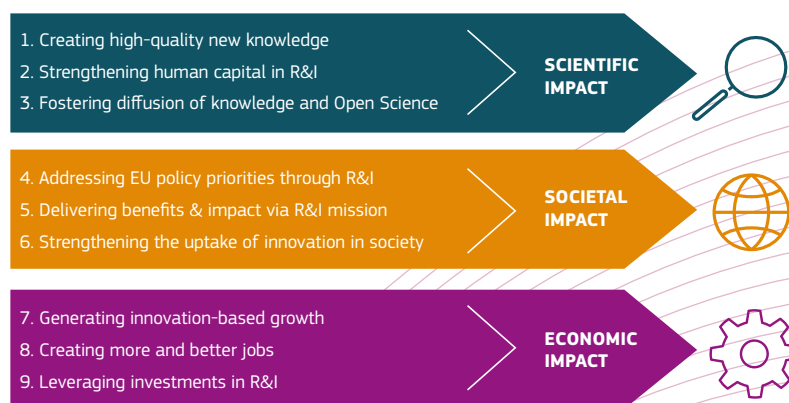 1. Creating high-quality new knowledge
2. Strengthening human capital in R&I
3. Fostering diffusion of knowledge and Open Science
SCIENTIFIC
IMPACT
4. Addressing EU policy priorities through R&I
5. Delivering benefits & impact via R&I mission
6. Strengthening the uptake of innovation in society
SOCIETAL
IMPACT
7. Generating innovation-based growth
8. Creating more and better jobs
9. Leveraging investments in R&I
ECONOMIC
IMPACT